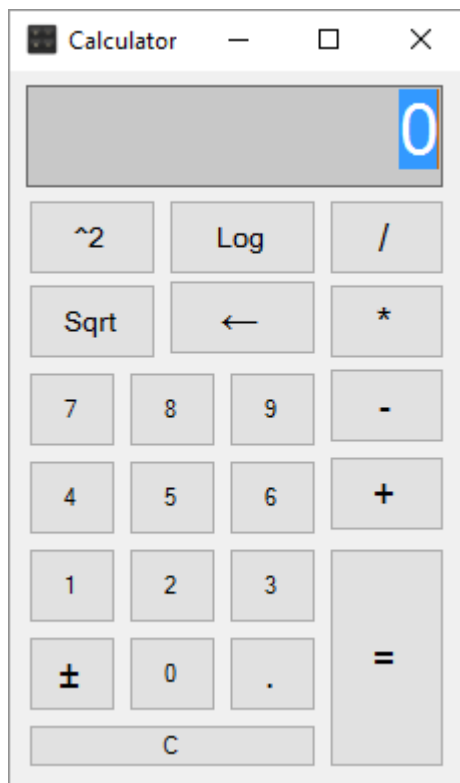 Calculator
0
^2 Log /
Sqrt ← *
7 8 9 -
4 5 6 +
1 2 3
± 0 . =
C